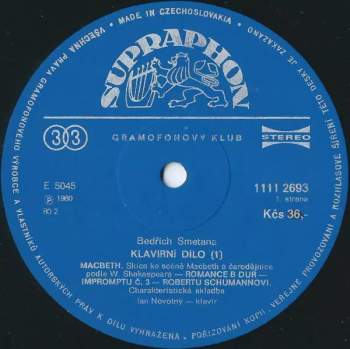 MADE IN CZECHOSLOVAKIA
VŠECHNA PRÁVA GRAMOFONOVÉHO VÝROBCE A VLASTNÍKŮ AUTORSKÝCH PRÁV K DÍLU VYHRAZENA. POŘIZOVÁNÍ KOPIÍ, VEŘEJNÉ PROVOZOVÁNÍ A ROZHLASOVÉ ŠÍŘENÍ TÉTO DESKY JE ZAKÁZÁNO
SUPRAPHON
33
GRAMOFONOVÝ KLUB
STEREO
E 5045
1111 2693
Ⓟ 1980
1. strana
80 2
Kčs 36,-
Bedřich Smetana
KLAVÍRNÍ DÍLO (1)
MACBETH. Skica ke scéně Macbeth a čarodějnice
podle W. Shakespeara — ROMANCE B DUR —
IMPROMPTU Č. 3 — ROBERTU SCHUMANNOVI.
Charakteristická skladba
Jan Novotný — klavír